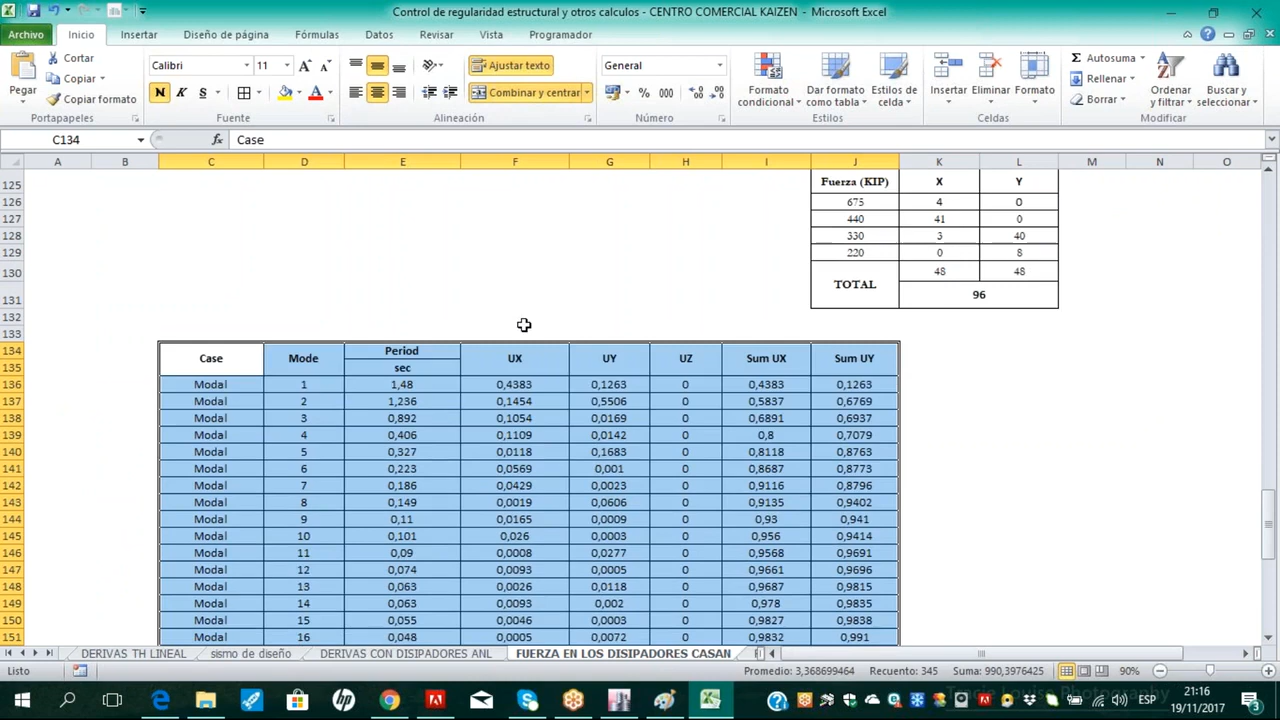 Control de regularidad estructural y otros calculos - CENTRO COMERCIAL KAIZEN - Microsoft Excel
Archivo Inicio Insertar Diseño de página Fórmulas Datos Revisar Vista Programador
Pegar Cortar Copiar Copiar formato
Portapapeles
Calibri 11
N K S A
Fuente
Ajustar texto
Combinar y centrar
Alineación
General
% 000
Número
Formato condicional Dar formato como tabla Estilos de celda
Estilos
Insertar Eliminar Formato
Celdas
Autosuma Rellenar Borrar
Ordenar y filtrar Buscar y seleccionar
Modificar
C134 fx Case
A B C D E F G H I J K L M N O
125 Fuerza (KIP) X Y
126 675 4 0
127 440 41 0
128 330 3 40
129 220 0 8
130 TOTAL 48 48
131 96
132
133
134 Case Mode Period UX UY UZ Sum UX Sum UY
135 sec
136 Modal 1 1,48 0,4383 0,1263 0 0,4383 0,1263
137 Modal 2 1,236 0,1454 0,5506 0 0,5837 0,6769
138 Modal 3 0,892 0,1054 0,0169 0 0,6891 0,6937
139 Modal 4 0,406 0,1109 0,0142 0 0,8 0,7079
140 Modal 5 0,327 0,0118 0,1683 0 0,8118 0,8763
141 Modal 6 0,223 0,0569 0,001 0 0,8687 0,8773
142 Modal 7 0,186 0,0429 0,0023 0 0,9116 0,8796
143 Modal 8 0,149 0,0019 0,0606 0 0,9135 0,9402
144 Modal 9 0,11 0,0165 0,0009 0 0,93 0,941
145 Modal 10 0,101 0,026 0,0003 0 0,956 0,9414
146 Modal 11 0,09 0,0008 0,0277 0 0,9568 0,9691
147 Modal 12 0,074 0,0093 0,0005 0 0,9661 0,9696
148 Modal 13 0,063 0,0026 0,0118 0 0,9687 0,9815
149 Modal 14 0,063 0,0093 0,002 0 0,978 0,9835
150 Modal 15 0,055 0,0046 0,0003 0 0,9827 0,9838
151 Modal 16 0,048 0,0005 0,0072 0 0,9832 0,991
DERIVAS TH LINEAL sismo de diseño DERIVAS CON DISIPADORES ANL FUERZA EN LOS DISIPADORES CASAN
Listo Promedio: 3,368699464 Recuento: 345 Suma: 990,3976425 90%
ESP 21:16
19/11/2017